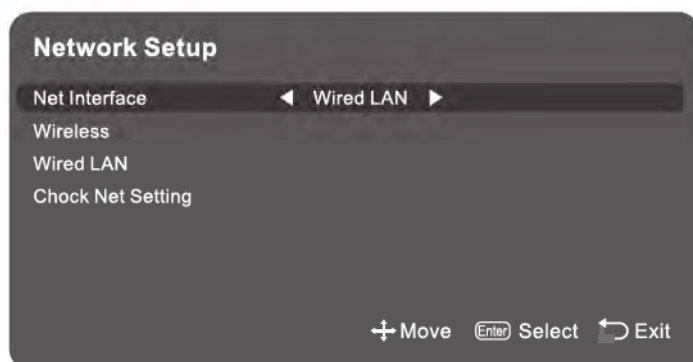 Network Setup
Net Interface ◀ Wired LAN ▶
Wireless
Wired LAN
Chock Net Setting
Move Enter Select Exit